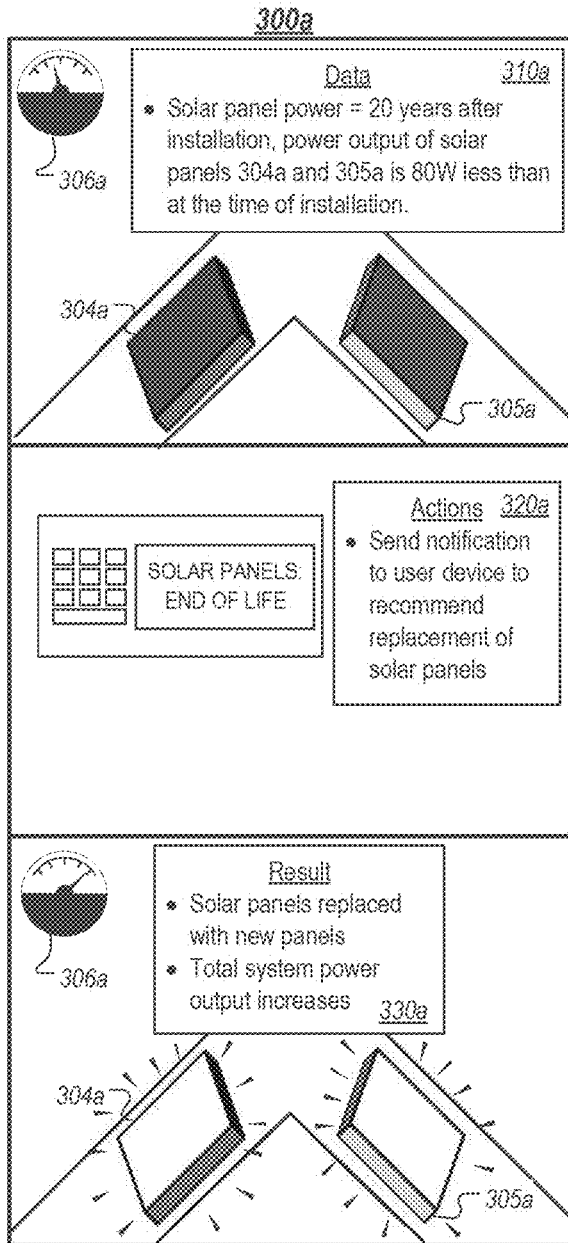 300a
Data 310a
• Solar panel power = 20 years after
installation, power output of solar
panels 304a and 305a is 80W less than
at the time of installation.
306a
304a
305a
Actions 320a
• Send notification
to user device to
recommend
replacement of
solar panels
SOLAR PANELS:
END OF LIFE
Result
• Solar panels replaced
with new panels
• Total system power
output increases
330a
306a
304a
305a